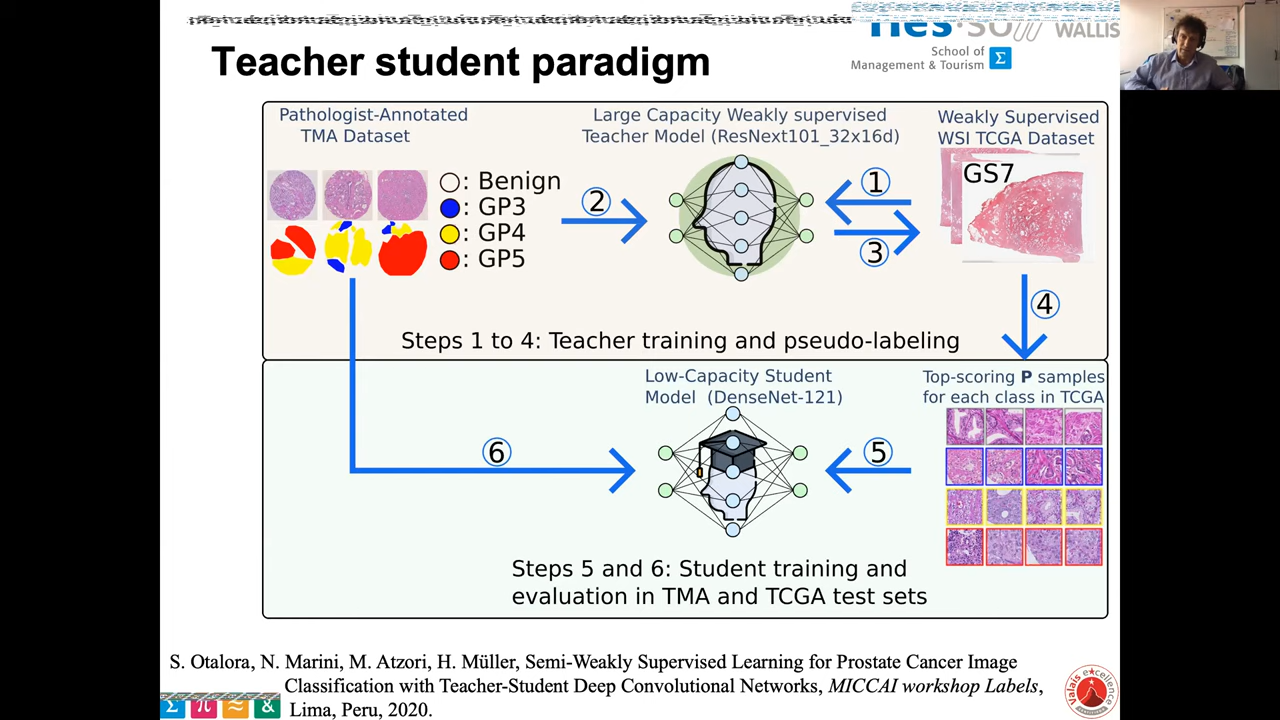 WALLIS
School of
Management & Tourism
Σ
Teacher student paradigm
Pathologist-Annotated
TMA Dataset
Large Capacity Weakly supervised
Teacher Model (ResNext101_32x16d)
Weakly Supervised
WSI TCGA Dataset
GS7
: Benign
: GP3
: GP4
: GP5
2
1
3
4
Steps 1 to 4: Teacher training and pseudo-labeling
Low-Capacity Student
Model (DenseNet-121)
Top-scoring P samples
for each class in TCGA
6
5
Steps 5 and 6: Student training and
evaluation in TMA and TCGA test sets
S. Otalora, N. Marini, M. Atzori, H. Müller, Semi-Weakly Supervised Learning for Prostate Cancer Image
Classification with Teacher-Student Deep Convolutional Networks, MICCAI workshop Labels,
Lima, Peru, 2020.
Σ π ≈ &
valais excellence